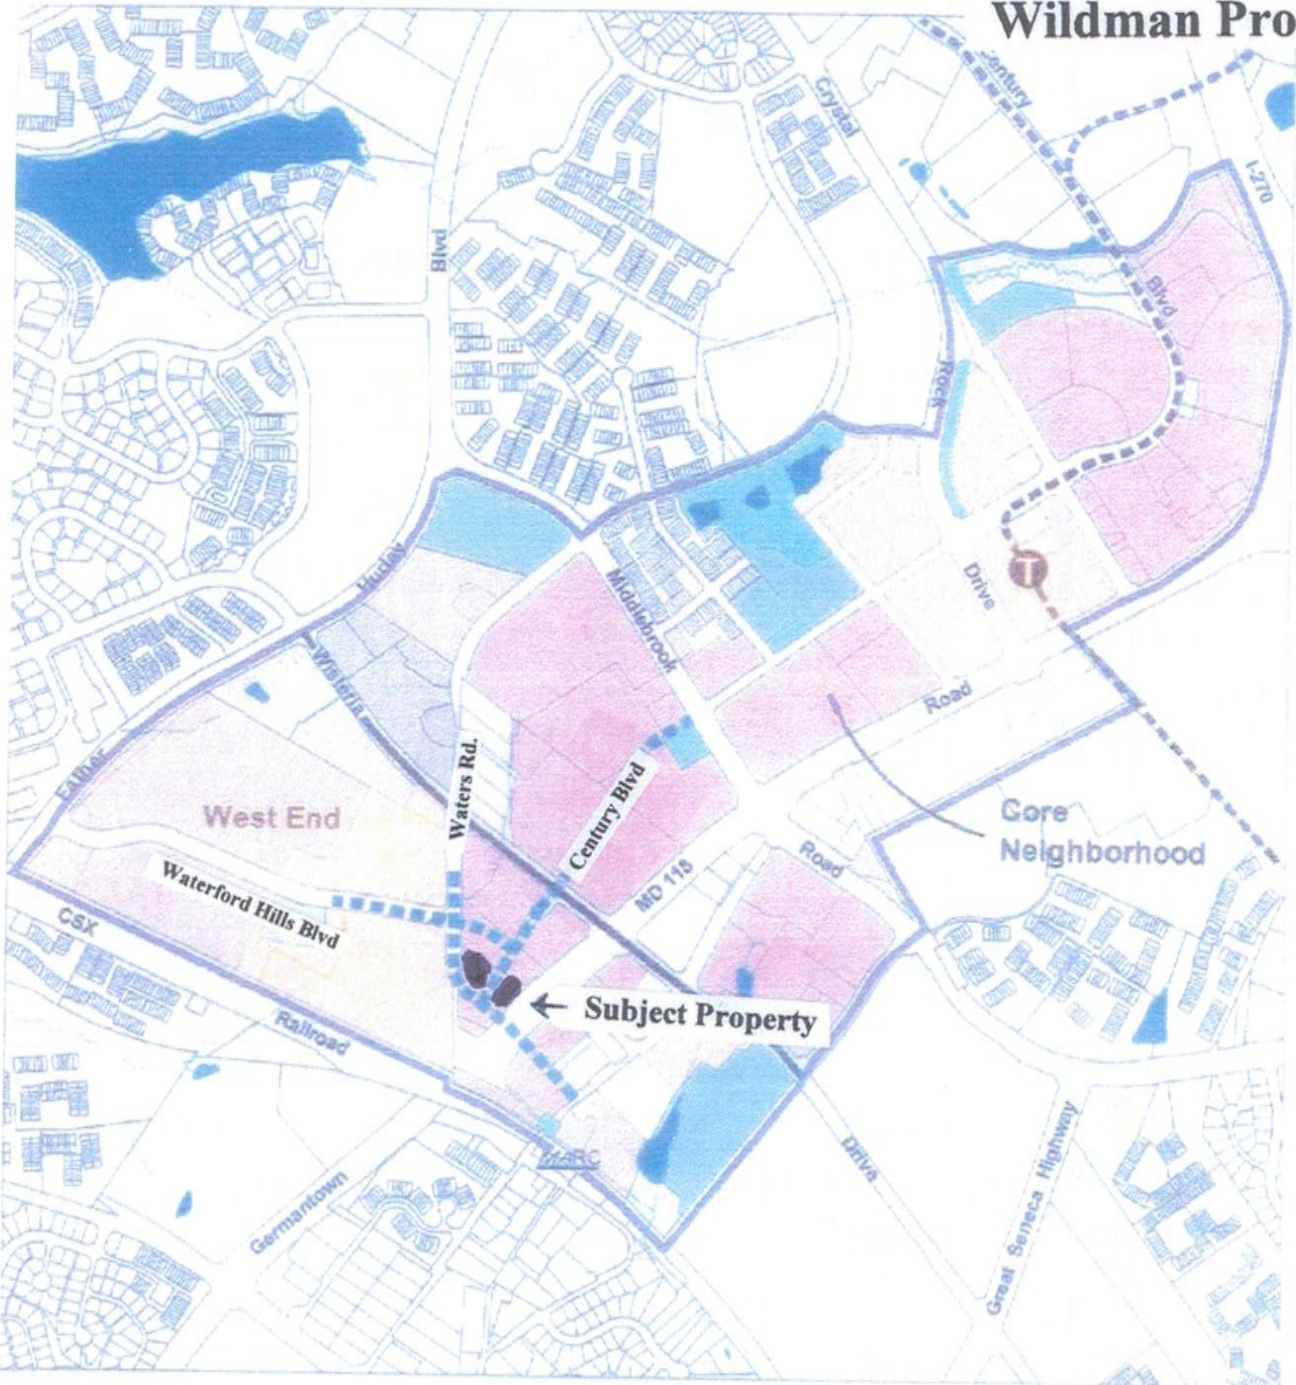 Wildman Pro
Century
Crystal
I-270
Blvd
Blvd
Rock
Father
Hurley
Middlebrook
Drive
Wisteria
Road
Waters Rd.
West End
Century Blvd
Core
Neighborhood
Road
MD 118
Waterford Hills Blvd
CSX
T
Subject Property
Railroad
MARC
Drive
Germantown
Great Seneca Highway